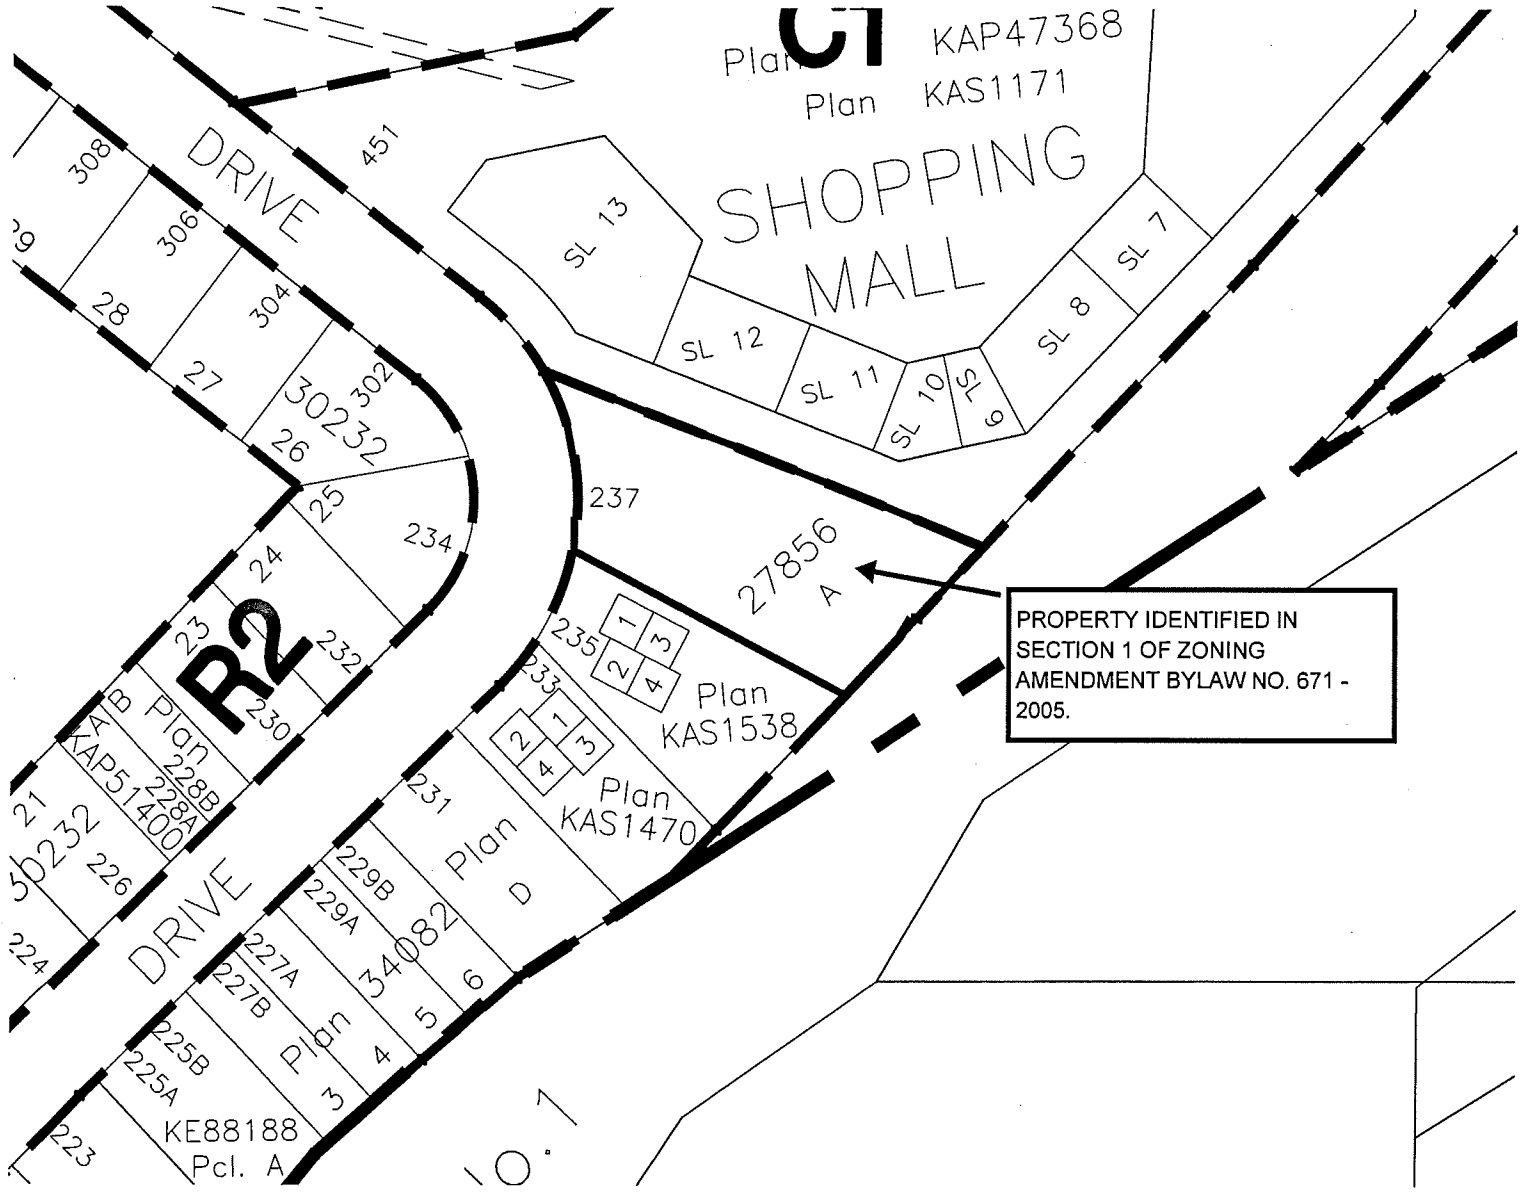 C1
Plan KAP47368
Plan KAS1171
SHOPPING
MALL
DRIVE
451
308
306
304
302
29
28
27
26
30232
SL 13
SL 12
SL 11
SL 10
SL 9
SL 8
SL 7
25
24
23
234
232
230
R2
237
27856
A
PROPERTY IDENTIFIED IN
SECTION 1 OF ZONING
AMENDMENT BYLAW NO. 671 -
2005.
235
1
3
2
4
Plan
KAS1538
233
1
2
3
4
Plan
KAS1470
A
B
Plan
KAP51400
228B
228A
21
30232
226
224
DRIVE
231
Plan
D
229B
229A
227A
227B
Plan 34082
6
5
4
3
225B
225A
KE88188
Pcl. A
223
o. 1